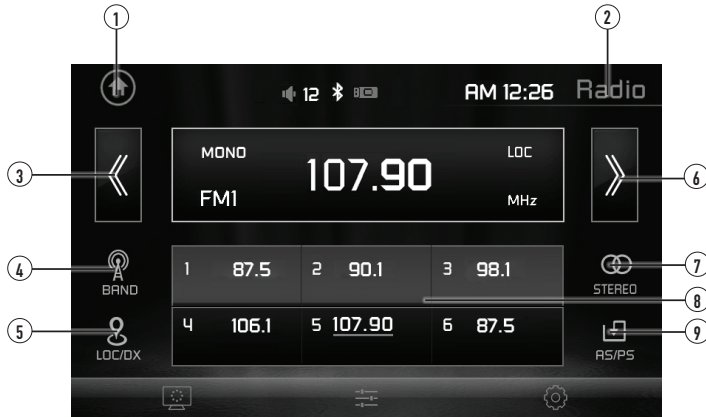 1 2
12 AM 12:26 Radio
MONO LOC
3 107.90 6
FM1 MHz
4 BAND 1 87.5 2 90.1 3 98.1 STEREO 7
8
5 LOC/DX 4 106.1 5 107.90 6 87.5 AS/PS 9